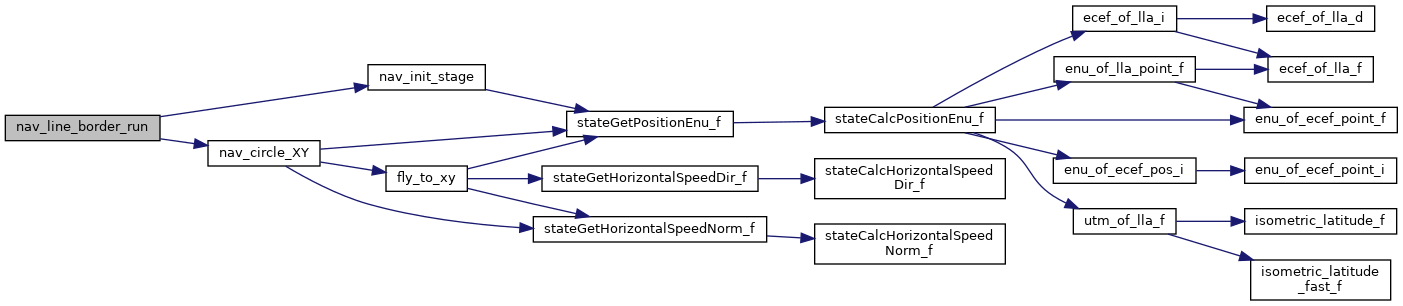 nav_line_border_run
nav_init_stage
nav_circle_XY
fly_to_xy
stateGetPositionEnu_f
stateGetHorizontalSpeedDir_f
stateGetHorizontalSpeedNorm_f
stateCalcPositionEnu_f
stateCalcHorizontalSpeed
Dir_f
stateCalcHorizontalSpeed
Norm_f
ecef_of_lla_i
enu_of_lla_point_f
enu_of_ecef_pos_i
utm_of_lla_f
ecef_of_lla_d
ecef_of_lla_f
enu_of_ecef_point_f
enu_of_ecef_point_i
isometric_latitude_f
isometric_latitude
_fast_f